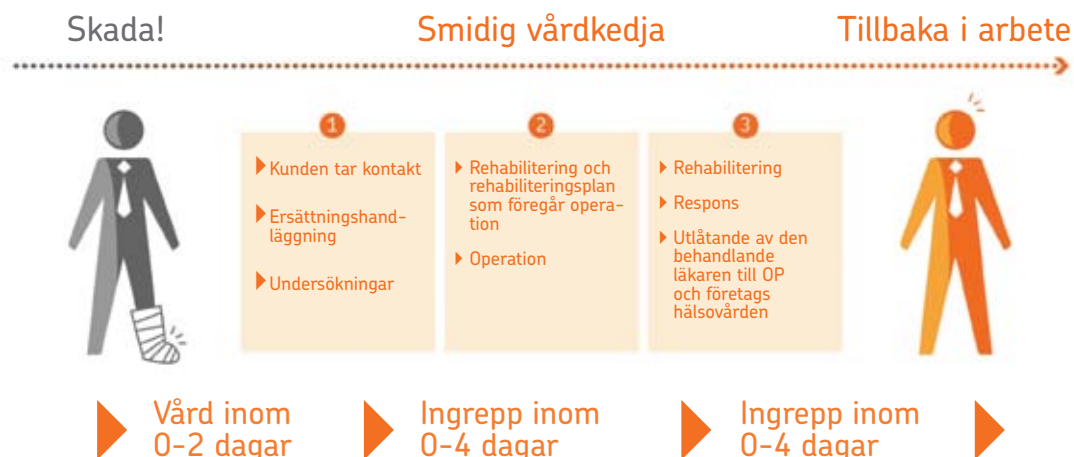 Skada!
Smidig vårdkedja
Tillbaka i arbete
1
Kunden tar kontakt
Ersättningshand-
läggning
Undersökningar
2
Rehabilitering och
rehabiliteringsplan
som föregår opera-
tion
Operation
3
Rehabilitering
Respons
Utlåtande av den
behandlande
läkaren till OP
och företags
hälsovården
Vård inom
0-2 dagar
Ingrepp inom
0-4 dagar
Ingrepp inom
0-4 dagar